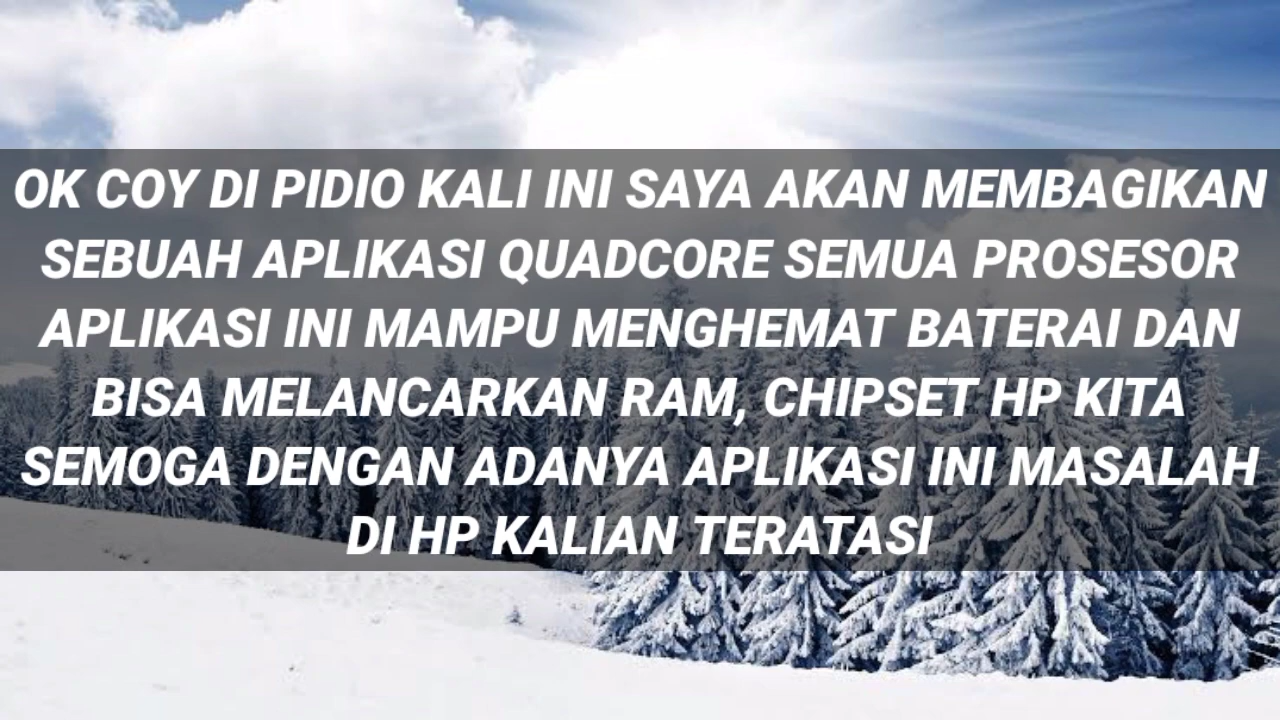 OK COY DI PIDIO KALI INI SAYA AKAN MEMBAGIKAN
SEBUAH APLIKASI QUADCORE SEMUA PROSESOR
APLIKASI INI MAMPU MENGHEMAT BATERAI DAN
BISA MELANCARKAN RAM, CHIPSET HP KITA
SEMOGA DENGAN ADANYA APLIKASI INI MASALAH
DI HP KALIAN TERATASI